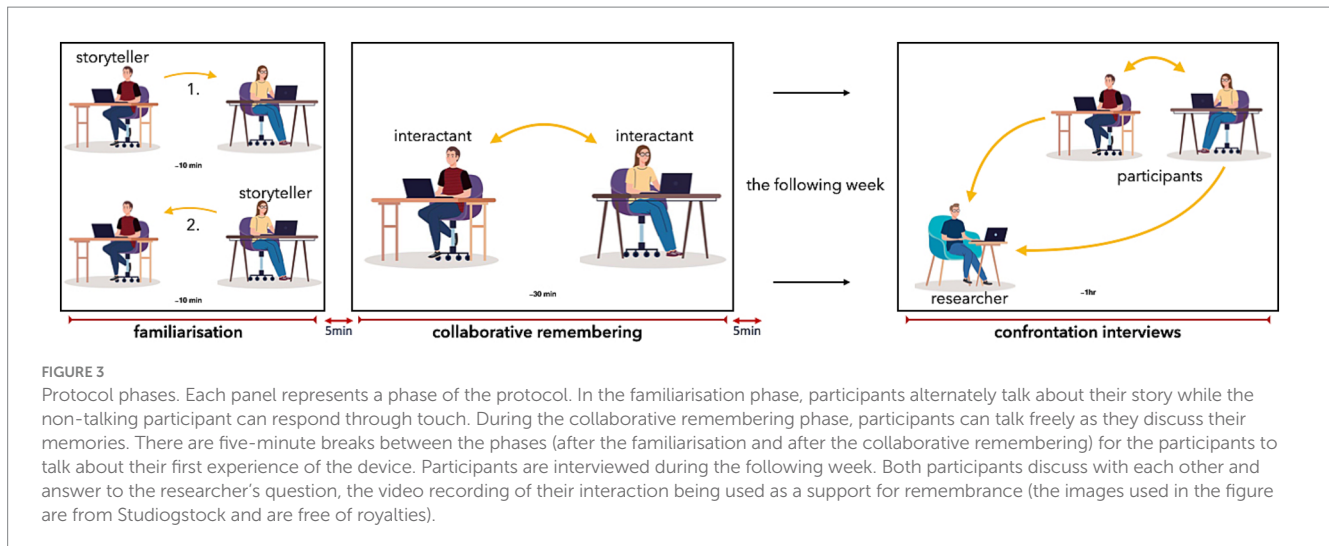 storyteller
1.
~10 min
storyteller
2.
~10 min
familiarisation
5min
interactant
interactant
~30 min
collaborative remembering
5min
the following week
participants
researcher
~1hr
confrontation interviews
FIGURE 3
Protocol phases. Each panel represents a phase of the protocol. In the familiarisation phase, participants alternately talk about their story while the
non-talking participant can respond through touch. During the collaborative remembering phase, participants can talk freely as they discuss their
memories. There are five-minute breaks between the phases (after the familiarisation and after the collaborative remembering) for the participants to
talk about their first experience of the device. Participants are interviewed during the following week. Both participants discuss with each other and
answer to the researcher's question, the video recording of their interaction being used as a support for remembrance (the images used in the figure
are from Studiogstock and are free of royalties).